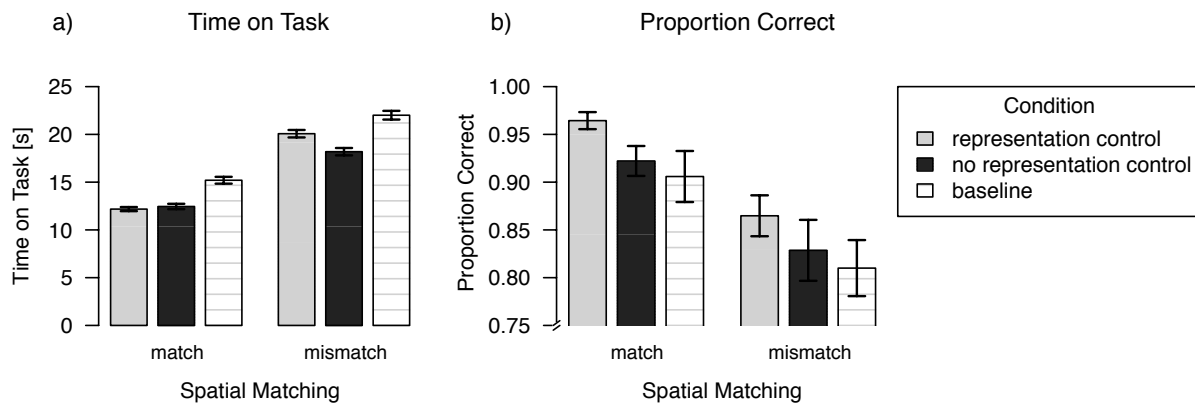 a) Time on Task
Time on Task [s]
25
20
15
10
5
0
match mismatch
Spatial Matching
b) Proportion Correct
Proportion Correct
1.00
0.95
0.90
0.85
0.80
0.75
match mismatch
Spatial Matching
Condition
representation control
no representation control
baseline